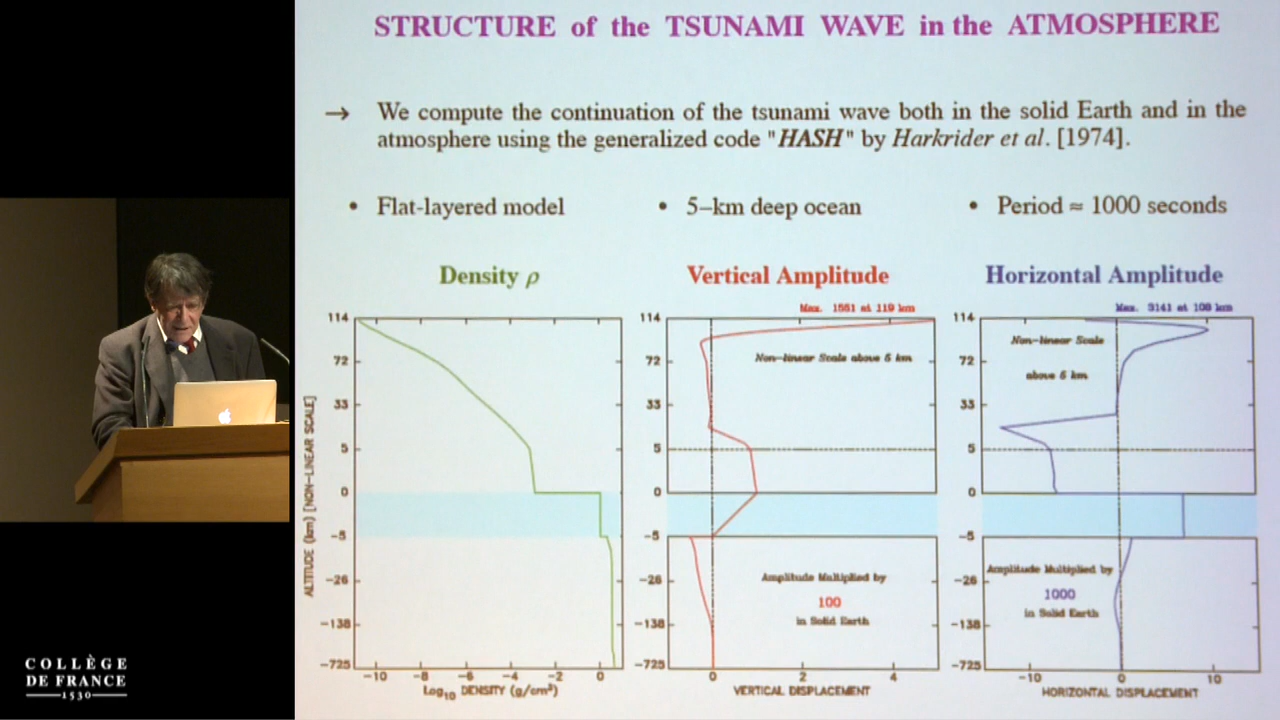 STRUCTURE of the TSUNAMI WAVE in the ATMOSPHERE
→ We compute the continuation of the tsunami wave both in the solid Earth and in the
atmosphere using the generalized code "HASH" by Harkrider et al. [1974].
• Flat-layered model
• 5–km deep ocean
• Period ≈ 1000 seconds
Density ρ
Vertical Amplitude
Horizontal Amplitude
Max. 1551 at 119 km
Max. 3141 at 108 km
ALTITUDE (km) [NON-LINEAR SCALE]
114
72
33
5
0
-5
-26
-138
-725
-10 -8 -6 -4 -2 0
Log10 DENSITY (g/cm³)
114
72
33
5
0
-5
-26
-138
-725
Non-linear Scale above 5 km
Amplitude Multiplied by
100
in Solid Earth
0 2 4
VERTICAL DISPLACEMENT
114
72
33
5
0
-5
-26
-138
-725
Non-linear Scale
above 5 km
Amplitude Multiplied by
1000
in Solid Earth
-10 0 10
HORIZONTAL DISPLACEMENT
COLLÈGE
DE FRANCE
1530